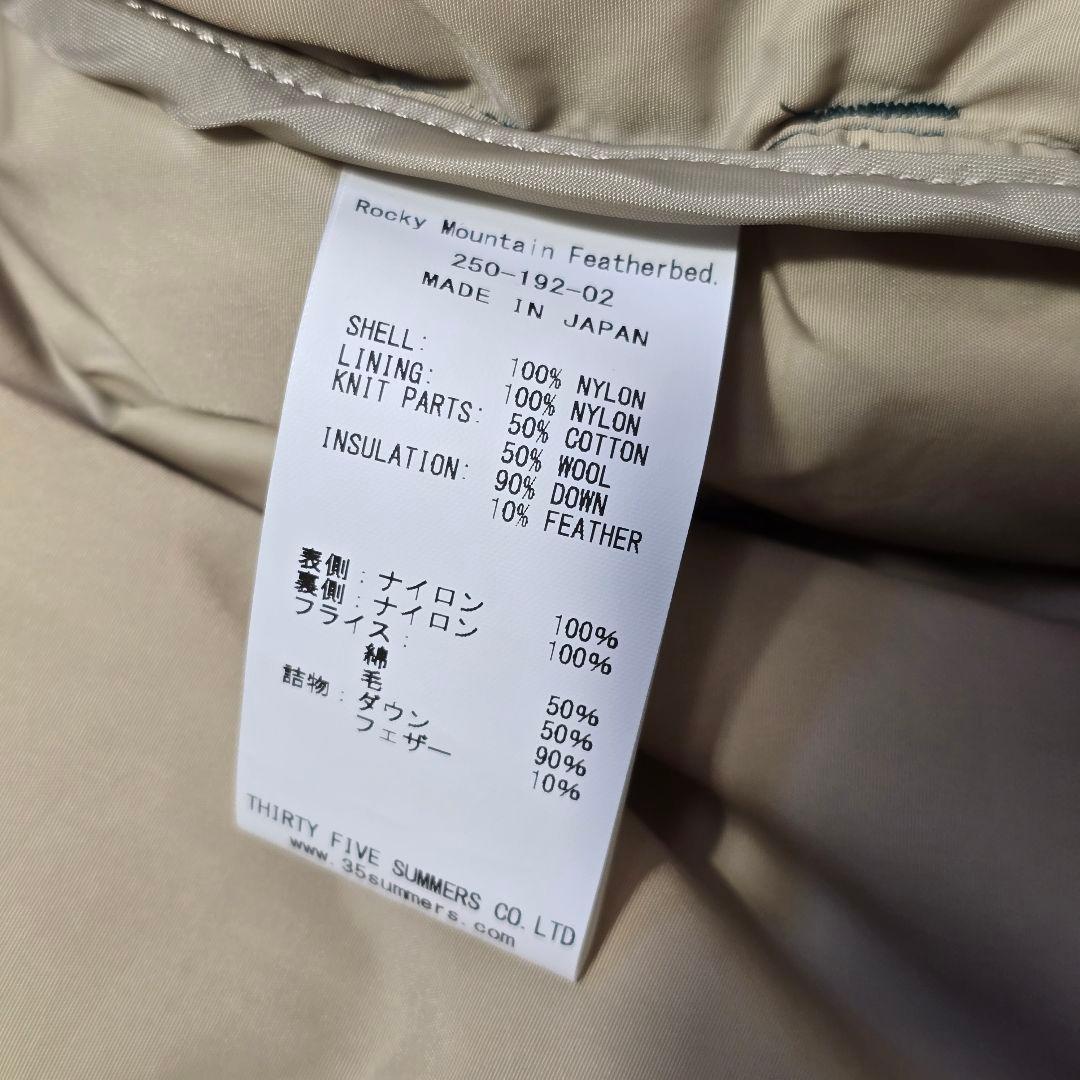 Rocky Mountain Featherbed.
250-192-02
MADE IN JAPAN
SHELL: 100% NYLON
LINING: 100% NYLON
KNIT PARTS: 50% COTTON
50% WOOL
INSULATION: 90% DOWN
10% FEATHER
表側:ナイロン 100%
裏側:ナイロン 100%
フライス:
綿 50%
毛 50%
詰物:ダウン 90%
フェザー 10%
THIRTY FIVE SUMMERS CO.LTD
www.35summers.com